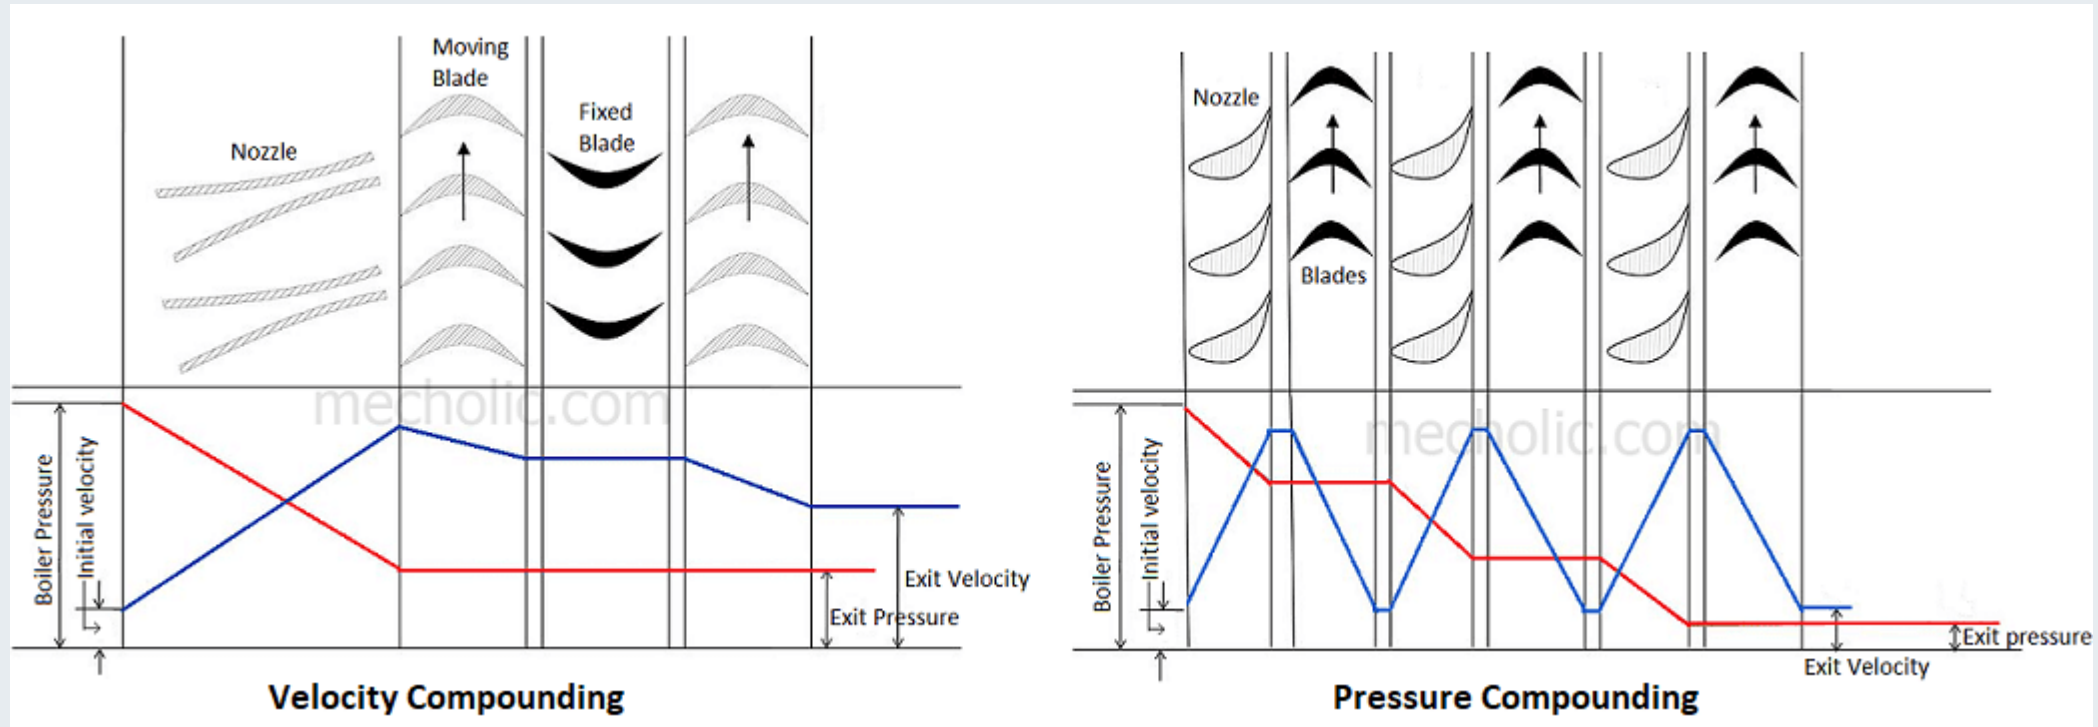 Moving
Blade
Fixed
Blade
Nozzle
mecholic.com
Boiler Pressure
Initial velocity
Exit Velocity
Exit Pressure
Velocity Compounding
Nozzle
Blades
mecholic.com
Boiler Pressure
Initial velocity
Exit pressure
Exit Velocity
Pressure Compounding